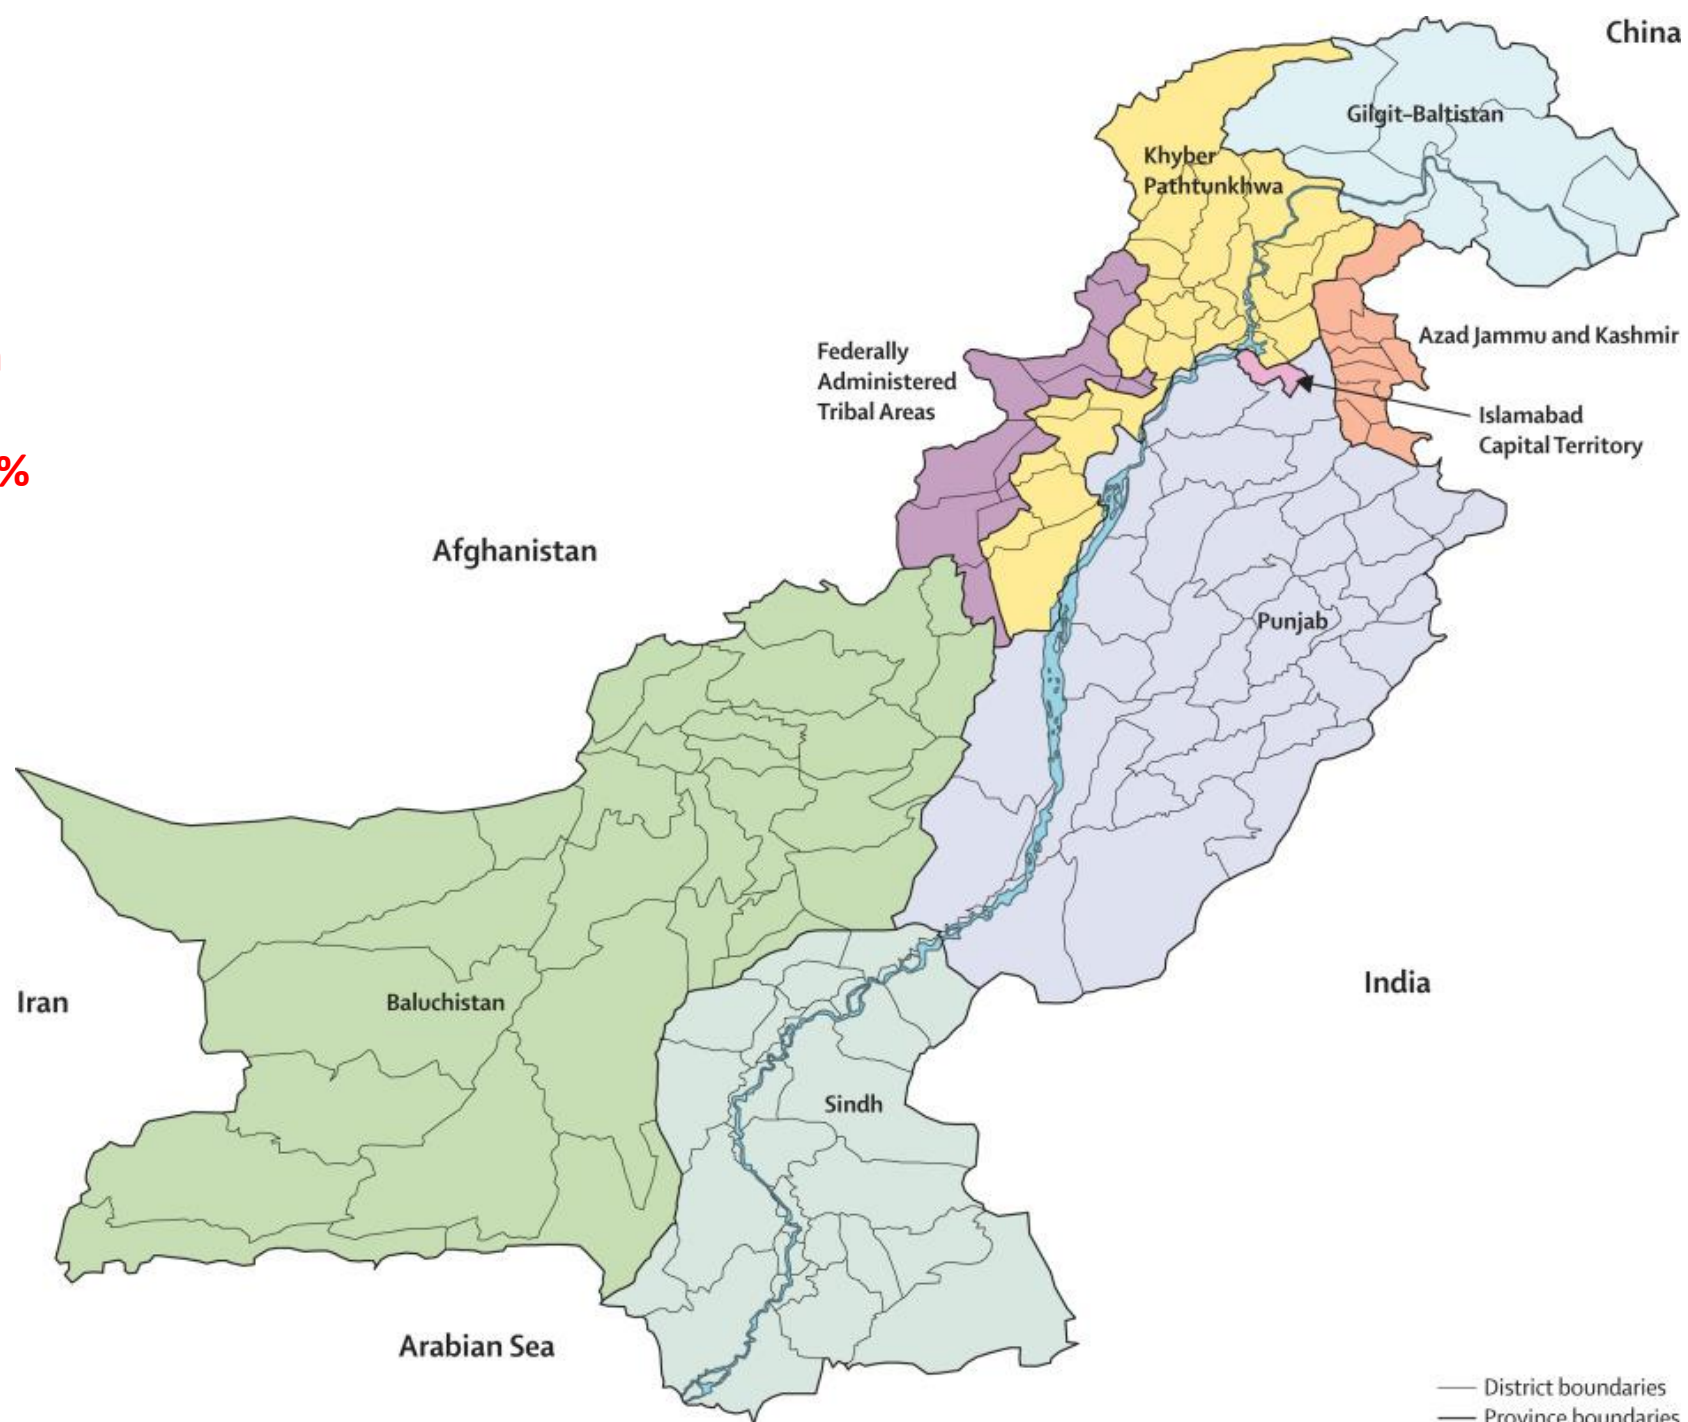 China
Gilgit–Baltistan
Khyber
Pathtunkhwa
Azad Jammu and Kashmir
Federally
Administered
Tribal Areas
Islamabad
Capital Territory
%
Afghanistan
Punjab
Iran
Baluchistan
India
Sindh
Arabian Sea
District boundaries
Province boundaries